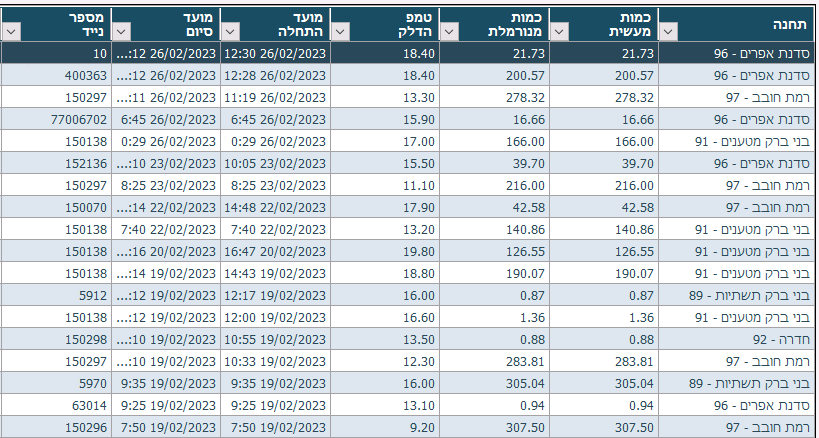 תחנה כמות מעשית כמות מנורמלת טמפ הדלק מועד התחלה מועד סיום מספר נייד
סדנת אפרים - 96 21.73 21.73 18.40 26/02/2023 12:30 26/02/2023 12:... 10
סדנת אפרים - 96 200.57 200.57 18.40 26/02/2023 12:28 26/02/2023 12:... 400363
רמת חובב - 97 278.32 278.32 13.30 26/02/2023 11:19 26/02/2023 11:... 150297
סדנת אפרים - 96 16.66 16.66 15.90 26/02/2023 6:45 26/02/2023 6:45 77006702
בני ברק מטענים - 91 166.00 166.00 17.00 26/02/2023 0:29 26/02/2023 0:29 150138
סדנת אפרים - 96 39.70 39.70 15.50 23/02/2023 10:05 23/02/2023 10:... 152136
רמת חובב - 97 216.00 216.00 11.10 23/02/2023 8:25 23/02/2023 8:25 150297
רמת חובב - 97 42.58 42.58 17.90 22/02/2023 14:48 22/02/2023 14:... 150070
בני ברק מטענים - 91 140.86 140.86 13.20 22/02/2023 7:40 22/02/2023 7:40 150138
בני ברק מטענים - 91 126.55 126.55 19.80 20/02/2023 16:47 20/02/2023 16:... 150138
בני ברק מטענים - 91 190.07 190.07 18.80 19/02/2023 14:43 19/02/2023 14:... 150138
בני ברק תשתיות - 89 0.87 0.87 16.00 19/02/2023 12:17 19/02/2023 12:... 5912
בני ברק מטענים - 91 1.36 1.36 16.60 19/02/2023 12:00 19/02/2023 12:... 150138
חדרה - 92 0.88 0.88 13.50 19/02/2023 10:55 19/02/2023 10:... 150298
רמת חובב - 97 283.81 283.81 12.30 19/02/2023 10:33 19/02/2023 10:... 150297
בני ברק תשתיות - 89 305.04 305.04 16.00 19/02/2023 9:35 19/02/2023 9:35 5970
סדנת אפרים - 96 0.94 0.94 13.10 19/02/2023 9:25 19/02/2023 9:25 63014
רמת חובב - 97 307.50 307.50 9.20 19/02/2023 7:50 19/02/2023 7:50 150296